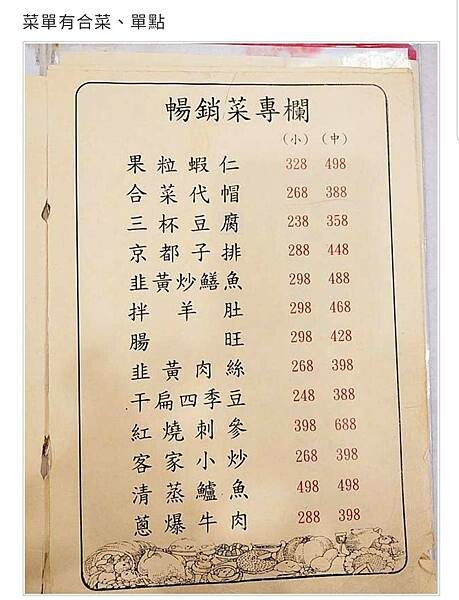 菜單有合菜、單點
暢銷菜專欄
(小) (中)
果粒蝦仁 328 498
合菜代帽 268 388
三杯豆腐 238 358
京都子排 288 448
韭黃炒鱔魚 298 488
拌羊肚 298 468
腸旺 298 428
韭黃肉絲 268 398
干扁四季豆 248 388
紅燒刺參 398 688
客家小炒 268 398
清蒸鱸魚 498 498
蔥爆牛肉 288 398